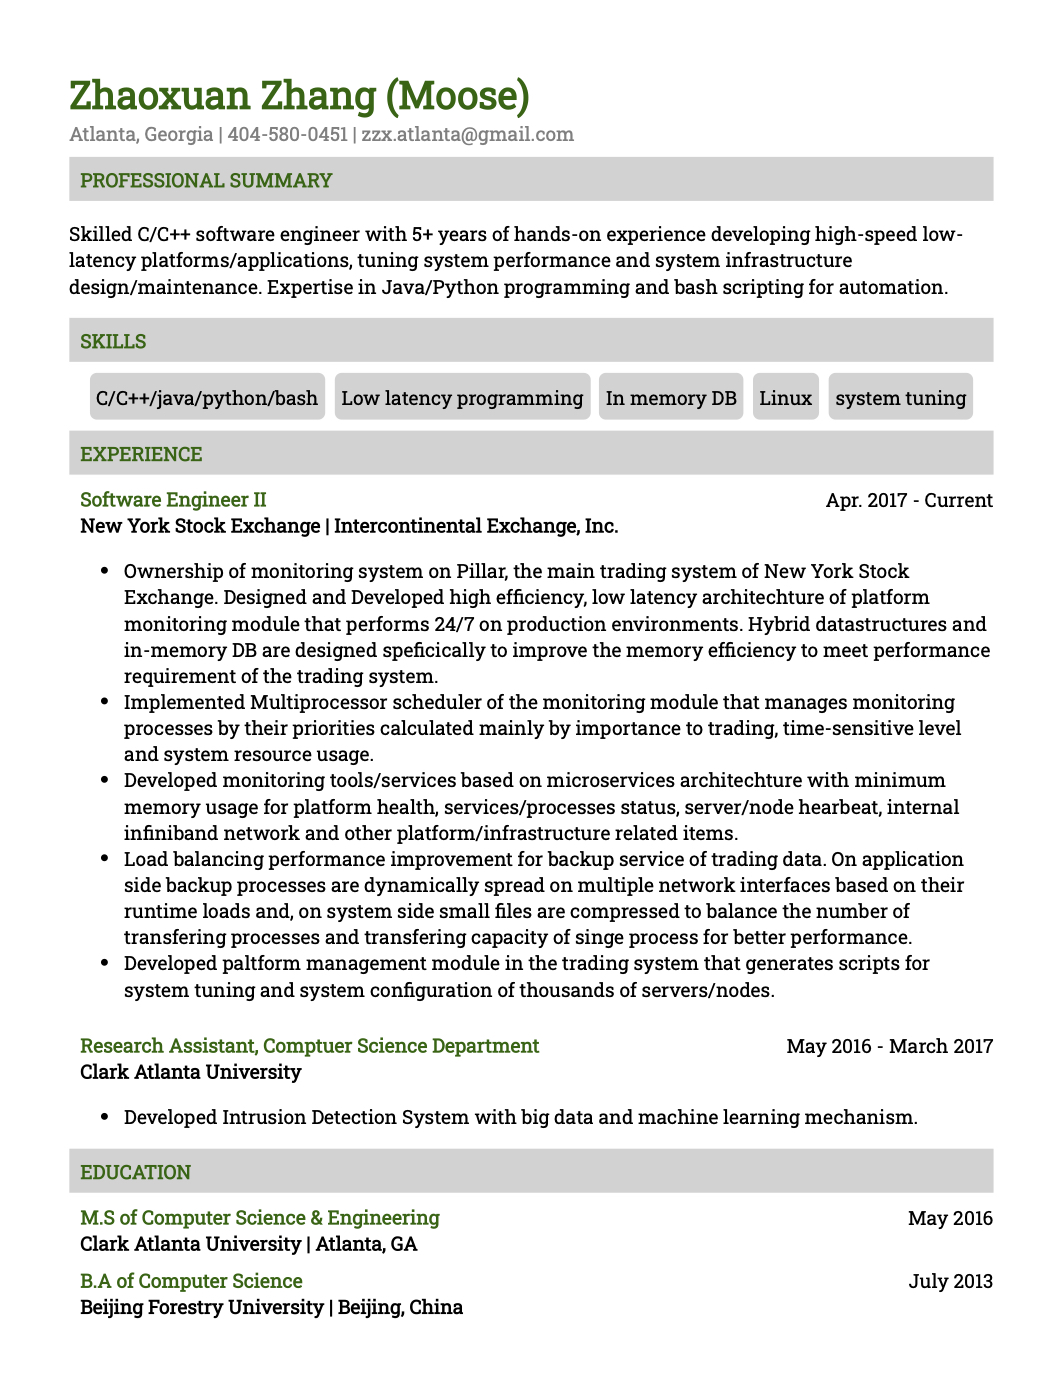 Zhaoxuan Zhang (Moose)
Atlanta, Georgia | 404-580-0451 | zzx.atlanta@gmail.com
PROFESSIONAL SUMMARY
Skilled C/C++ software engineer with 5+ years of hands-on experience developing high-speed low-
latency platforms/applications, tuning system performance and system infrastructure
design/maintenance. Expertise in Java/Python programming and bash scripting for automation.
SKILLS
C/C++/java/python/bash Low latency programming In memory DB Linux system tuning
EXPERIENCE
Software Engineer II Apr. 2017 - Current
New York Stock Exchange | Intercontinental Exchange, Inc.
• Ownership of monitoring system on Pillar, the main trading system of New York Stock
Exchange. Designed and Developed high efficiency, low latency architechture of platform
monitoring module that performs 24/7 on production environments. Hybrid datastructures and
in-memory DB are designed speficically to improve the memory efficiency to meet performance
requirement of the trading system.
• Implemented Multiprocessor scheduler of the monitoring module that manages monitoring
processes by their priorities calculated mainly by importance to trading, time-sensitive level
and system resource usage.
• Developed monitoring tools/services based on microservices architechture with minimum
memory usage for platform health, services/processes status, server/node hearbeat, internal
infiniband network and other platform/infrastructure related items.
• Load balancing performance improvement for backup service of trading data. On application
side backup processes are dynamically spread on multiple network interfaces based on their
runtime loads and, on system side small files are compressed to balance the number of
transfering processes and transfering capacity of singe process for better performance.
• Developed paltform management module in the trading system that generates scripts for
system tuning and system configuration of thousands of servers/nodes.
Research Assistant, Comptuer Science Department May 2016 - March 2017
Clark Atlanta University
• Developed Intrusion Detection System with big data and machine learning mechanism.
EDUCATION
M.S of Computer Science & Engineering May 2016
Clark Atlanta University | Atlanta, GA
B.A of Computer Science July 2013
Beijing Forestry University | Beijing, China